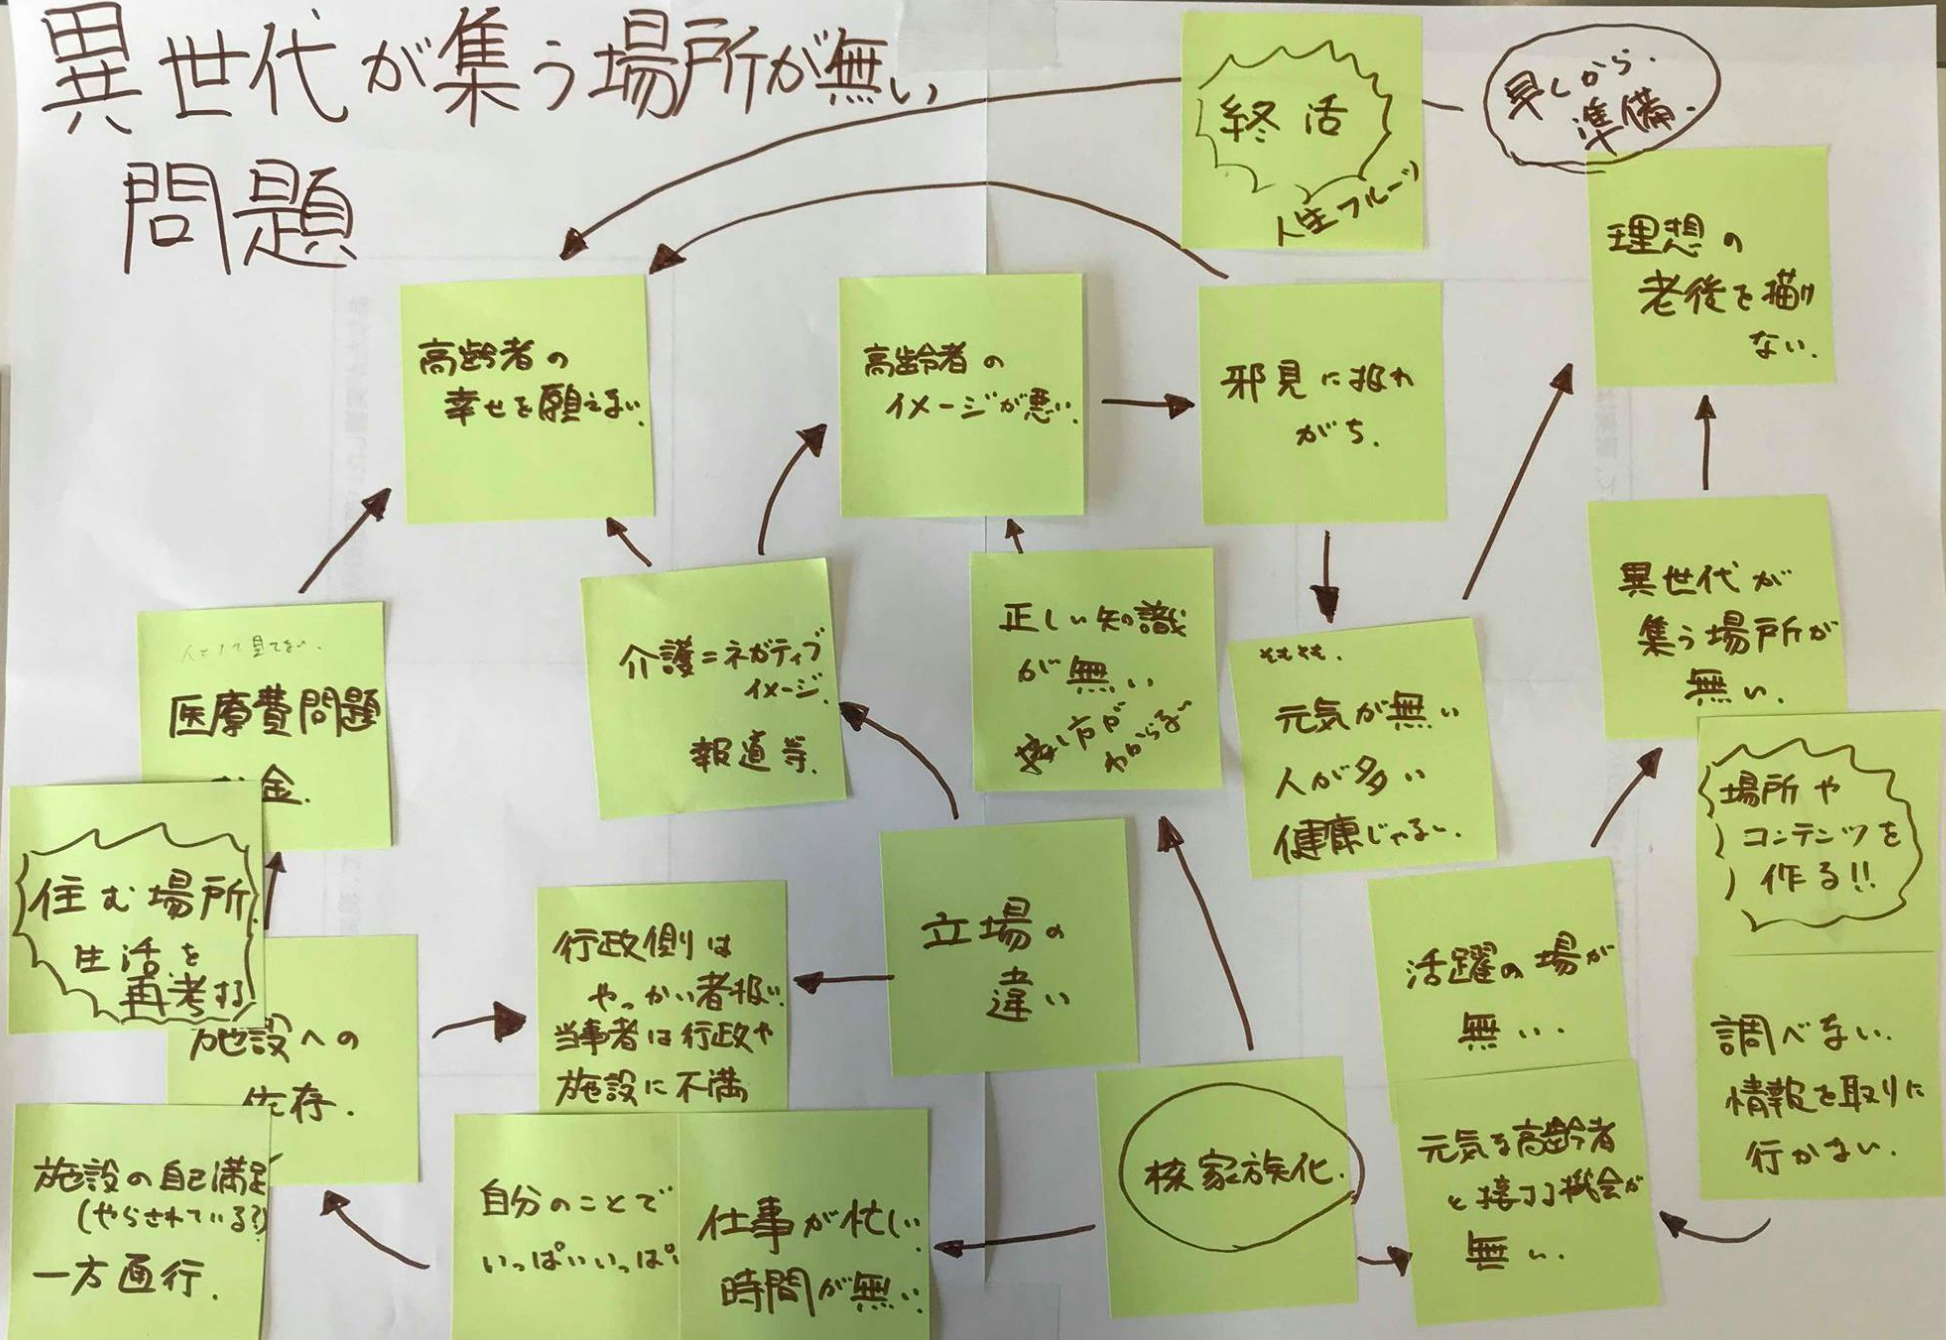 異世代が集う場所が無い
問題
終活
人生フルーツ
早くから.
準備.
理想の
老後を描け
ない.
高齢者の
幸せを願えない.
高齢者の
イメージが悪い.
邪見に扱れ
がち.
異世代が
集う場所が
無い.
医療費問題
金.
介護=ネガティブ
イメージ.
報道等.
正しい知識
が無い
接し方が
わからない
そもそも.
元気が無い
人が多い
健康じゃない.
場所や
コンテンツを
作る!!
住む場所.
生活を
再考する
施設への
依存.
行政側は
やっかい者扱い.
当事者は行政や
施設に不満
立場の
違い
活躍の場が
無い.
調べない.
情報を取りに
行かない.
施設の自己満足
(やらされている?)
一方通行.
自分のことで
いっぱいいっぱい
仕事が忙しい.
時間が無い.
核家族化.
元気な高齢者
と接する機会が
無い.